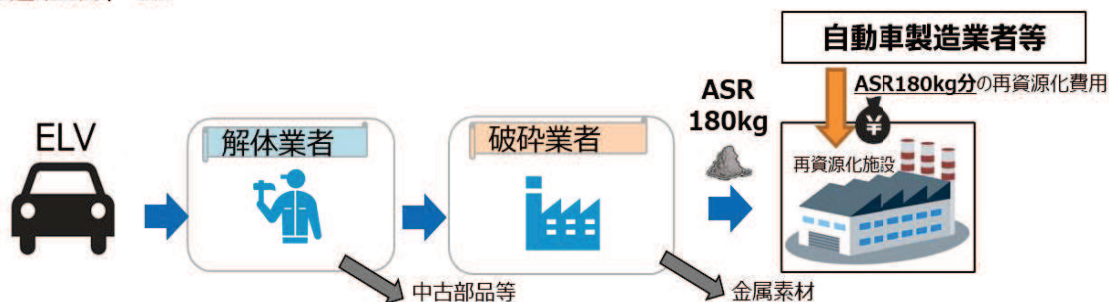 自動車製造業者等
ASR180kg分の再資源化費用
ASR
180kg
ELV
解体業者
破砕業者
¥
再資源化施設
中古部品等
金属素材